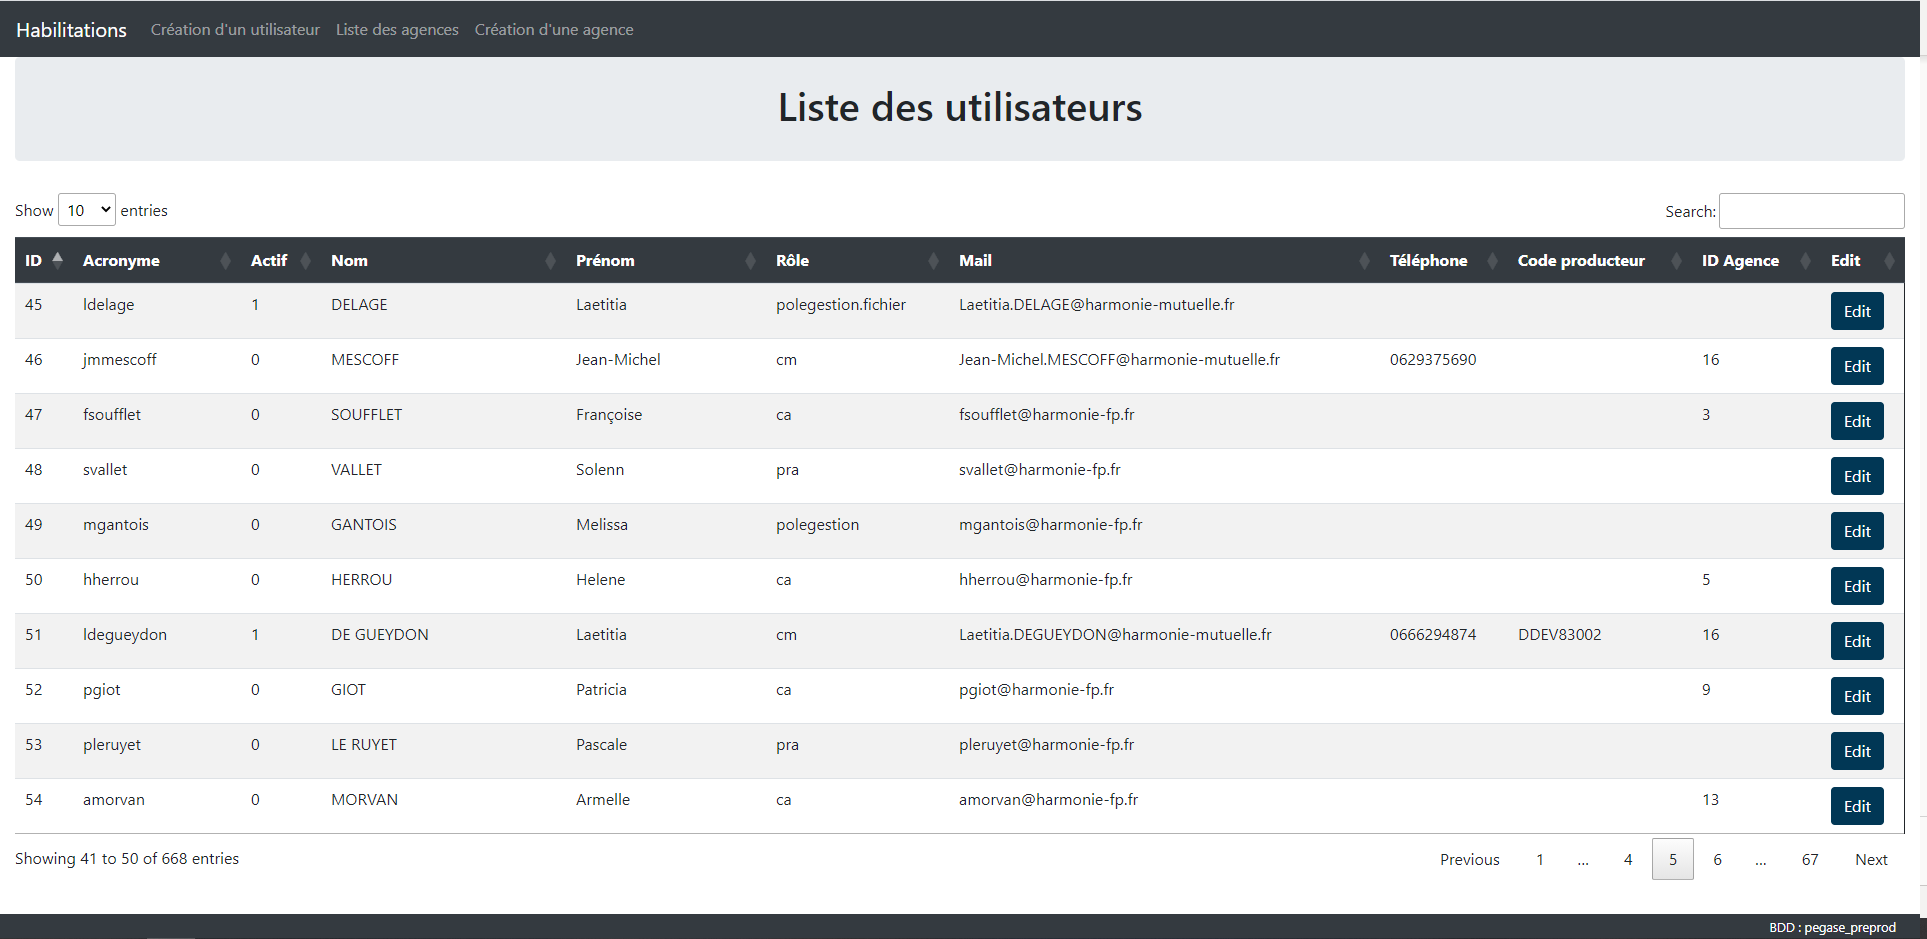 Habilitations Création d'un utilisateur Liste des agences Création d'une agence
Liste des utilisateurs
Show 10 entries Search:
ID Acronyme Actif Nom Prénom Rôle Mail Téléphone Code producteur ID Agence Edit
45 ldelage 1 DELAGE Laetitia polegestion.fichier Laetitia.DELAGE@harmonie-mutuelle.fr Edit
46 jmmescoff 0 MESCOFF Jean-Michel cm Jean-Michel.MESCOFF@harmonie-mutuelle.fr 0629375690 16 Edit
47 fsoufflet 0 SOUFFLET Françoise ca fsoufflet@harmonie-fp.fr 3 Edit
48 svallet 0 VALLET Solenn pra svallet@harmonie-fp.fr Edit
49 mgantois 0 GANTOIS Melissa polegestion mgantois@harmonie-fp.fr Edit
50 hherrou 0 HERROU Helene ca hherrou@harmonie-fp.fr 5 Edit
51 ldegueydon 1 DE GUEYDON Laetitia cm Laetitia.DEGUEYDON@harmonie-mutuelle.fr 0666294874 DDEV83002 16 Edit
52 pgiot 0 GIOT Patricia ca pgiot@harmonie-fp.fr 9 Edit
53 pleruyet 0 LE RUYET Pascale pra pleruyet@harmonie-fp.fr Edit
54 amorvan 0 MORVAN Armelle ca amorvan@harmonie-fp.fr 13 Edit
Showing 41 to 50 of 668 entries Previous 1 ... 4 5 6 ... 67 Next
BDD : pegase_preprod